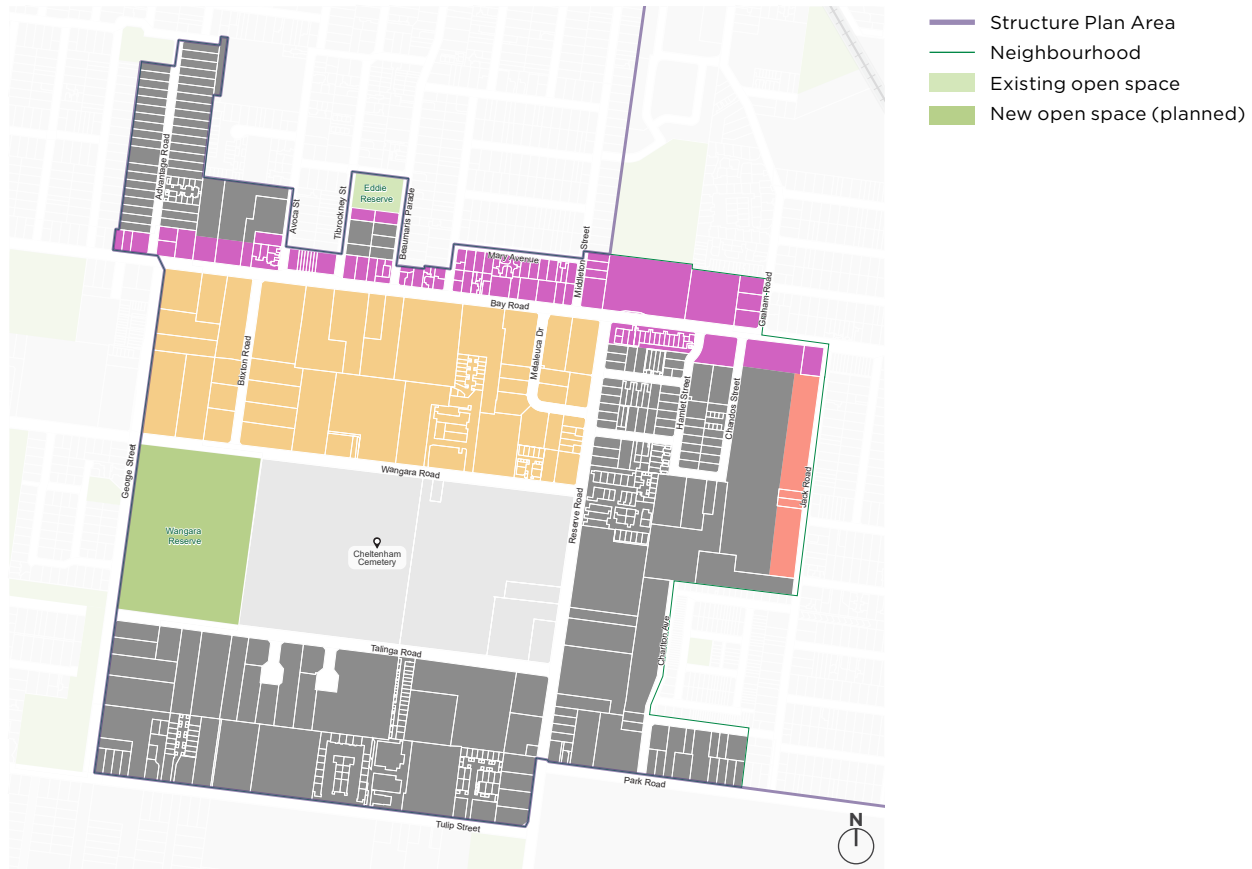 Structure Plan Area
Neighbourhood
Existing open space
New open space (planned)
Advantage Road
Avoca St
Tibrockney St
Eddie
Reserve
Beaumaris Parade
Mary Avenue
Middleton Street
Graham Road
Bay Road
Brixton Road
Melaleuca Dr
Hamlet Street
Chandos Street
George Street
Wangara Road
Reserve Road
Jack Road
Wangara
Reserve
Cheltenham
Cemetery
Talinga Road
Charlton Ave
Park Road
Tulip Street
N